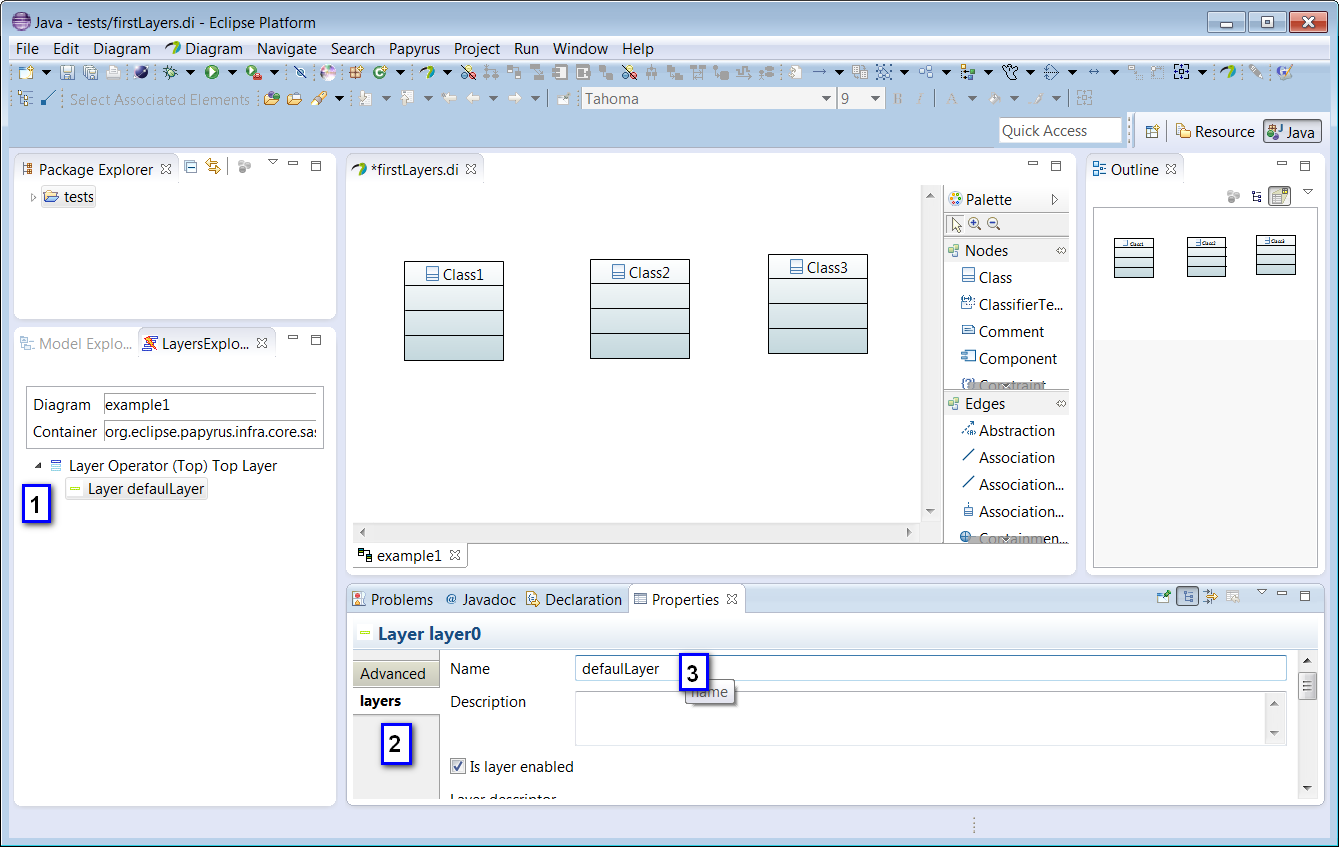 Java - tests/firstLayers.di - Eclipse Platform
File Edit Diagram Diagram Navigate Search Papyrus Project Run Window Help
Select Associated Elements Tahoma 9 B I A
Quick Access Resource Java
Package Explorer
tests
Model Explo... LayersExplo...
Diagram example1
Container org.eclipse.papyrus.infra.core.sas
Layer Operator (Top) Top Layer
Layer defaulLayer
1
*firstLayers.di
Class1
Class2
Class3
Palette
Nodes
Class
ClassifierTe...
Comment
Component
Constraint
Edges
Abstraction
Association
Association...
Association...
Containmen...
example1
Outline
Class1
Class2
Class3
Problems @ Javadoc Declaration Properties
Layer layer0
Advanced
layers
2
Name defaulLayer
3
name
Description
Is layer enabled
Layer descriptor